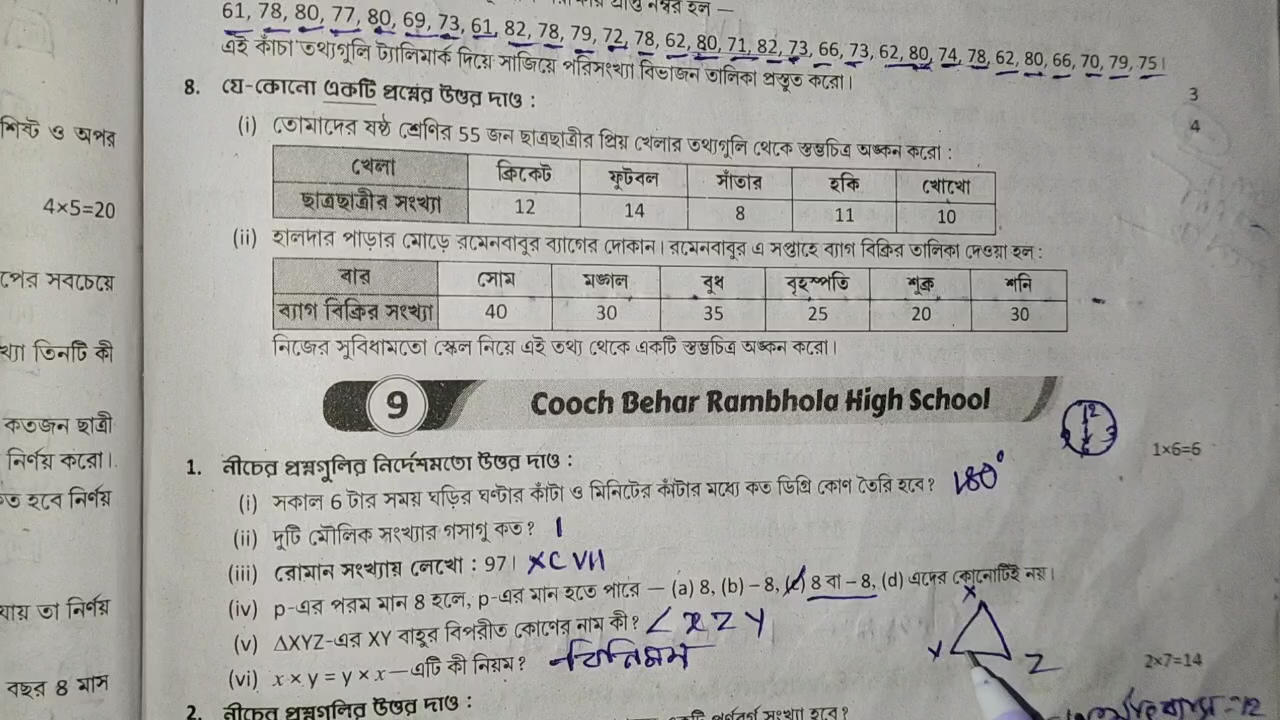 নম্বর হল —
61, 78, 80, 77, 80, 69, 73, 61, 82, 78, 79, 72, 78, 62, 80, 71, 82, 73, 66, 73, 62, 80, 74, 78, 62, 80, 66, 70, 79, 75।
এই কাঁচা তথ্যগুলি ট্যালিমার্ক দিয়ে সাজিয়ে পরিসংখ্যা বিভাজন তালিকা প্রস্তুত করো।
3
8. যে-কোনো একটি প্রশ্নের উত্তর দাও :
4
(i) তোমাদের ষষ্ঠ শ্রেণির 55 জন ছাত্রছাত্রীর প্রিয় খেলার তথ্যগুলি থেকে স্তম্ভচিত্র অঙ্কন করো :
খেলা ক্রিকেট ফুটবল সাঁতার হকি খোখো
ছাত্রছাত্রীর সংখ্যা 12 14 8 11 10
(ii) হালদার পাড়ার মোড়ে রমেনবাবুর ব্যাগের দোকান। রমেনবাবুর এ সপ্তাহে ব্যাগ বিক্রির তালিকা দেওয়া হল :
বার সোম মঙ্গল বুধ বৃহস্পতি শুক্র শনি
ব্যাগ বিক্রির সংখ্যা 40 30 35 25 20 30
নিজের সুবিধামতো স্কেল নিয়ে এই তথ্য থেকে একটি স্তম্ভচিত্র অঙ্কন করো।
9 Cooch Behar Rambhola High School
1. নীচের প্রশ্নগুলির নির্দেশমতো উত্তর দাও :
1×6=6
(i) সকাল 6 টার সময় ঘড়ির ঘণ্টার কাঁটা ও মিনিটের কাঁটার মধ্যে কত ডিগ্রি কোণ তৈরি হবে? 180°
(ii) দুটি মৌলিক সংখ্যার গসাগু কত? 1
(iii) রোমান সংখ্যায় লেখো : 97। XCVII
(iv) p-এর পরম মান 8 হলে, p-এর মান হতে পারে — (a) 8, (b) – 8, (c) 8 বা – 8, (d) এদের কোনোটিই নয়।
(v) ΔXYZ-এর XY বাহুর বিপরীত কোণের নাম কী? ∠XZY
X
Y Z
(vi) x × y = y × x — এটি কী নিয়ম? বিনিময়
2×7=14
2. নীচের প্রশ্নগুলির উত্তর দাও :
শিষ্ট ও অপর
4×5=20
পের সবচেয়ে
খ্যা তিনটি কী
কতজন ছাত্রী
নির্ণয় করো।
ত হবে নির্ণয়
যায় তা নির্ণয়
বছর 8 মাস